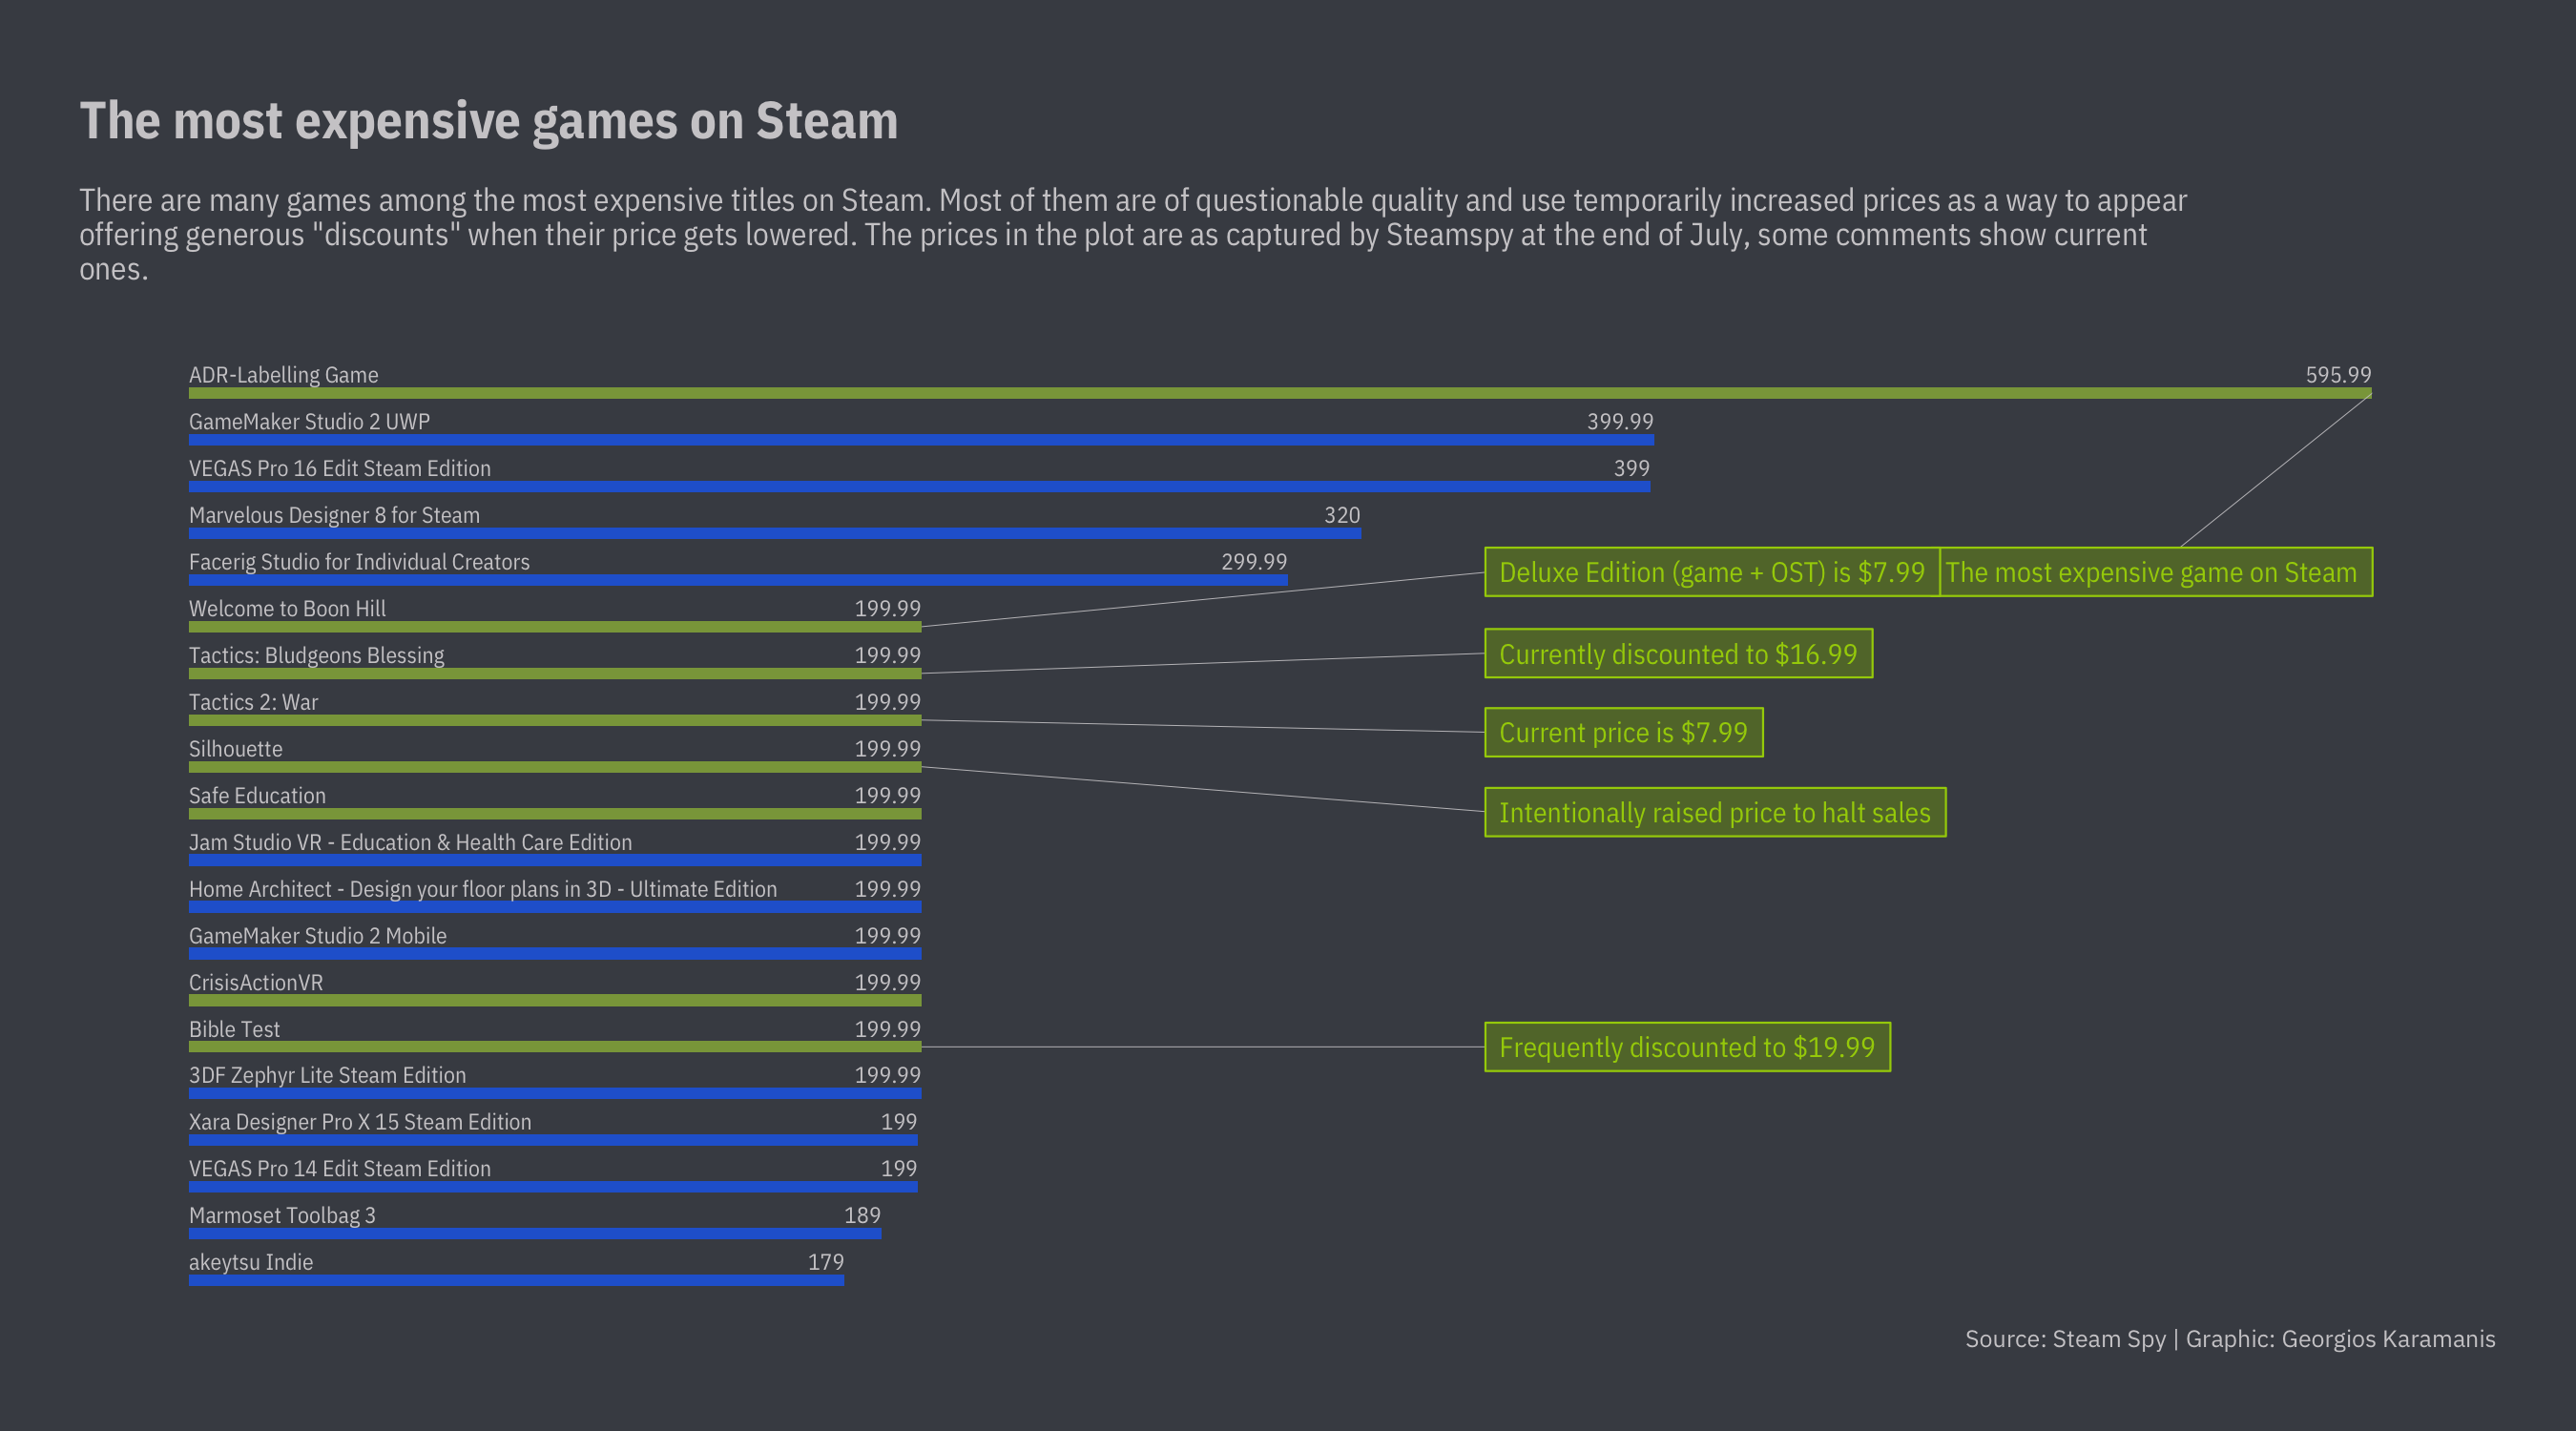 The most expensive games on Steam
There are many games among the most expensive titles on Steam. Most of them are of questionable quality and use temporarily increased prices as a way to appear
offering generous "discounts" when their price gets lowered. The prices in the plot are as captured by Steamspy at the end of July, some comments show current
ones.
ADR-Labelling Game 595.99
GameMaker Studio 2 UWP 399.99
VEGAS Pro 16 Edit Steam Edition 399
Marvelous Designer 8 for Steam 320
Facerig Studio for Individual Creators 299.99
Deluxe Edition (game + OST) is $7.99 The most expensive game on Steam
Welcome to Boon Hill 199.99
Tactics: Bludgeons Blessing 199.99
Currently discounted to $16.99
Tactics 2: War 199.99
Current price is $7.99
Silhouette 199.99
Safe Education 199.99
Intentionally raised price to halt sales
Jam Studio VR - Education & Health Care Edition 199.99
Home Architect - Design your floor plans in 3D - Ultimate Edition 199.99
GameMaker Studio 2 Mobile 199.99
CrisisActionVR 199.99
Bible Test 199.99
Frequently discounted to $19.99
3DF Zephyr Lite Steam Edition 199.99
Xara Designer Pro X 15 Steam Edition 199
VEGAS Pro 14 Edit Steam Edition 199
Marmoset Toolbag 3 189
akeytsu Indie 179
Source: Steam Spy | Graphic: Georgios Karamanis